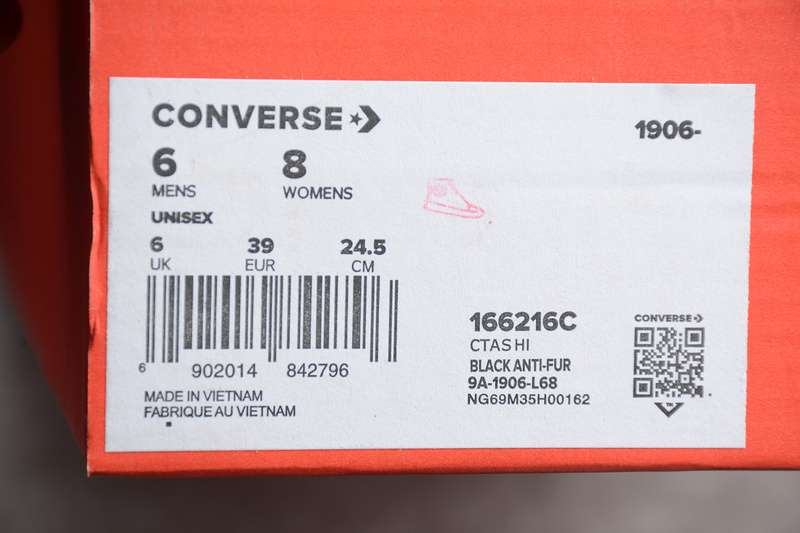 CONVERSE
1906-
6 8
MENS WOMENS
UNISEX
6 39 24.5
UK EUR CM
6 902014 842796
MADE IN VIETNAM
FABRIQUE AU VIETNAM
166216C
CTAS HI
BLACK ANTI-FUR
9A-1906-L68
NG69M35H00162
CONVERSE